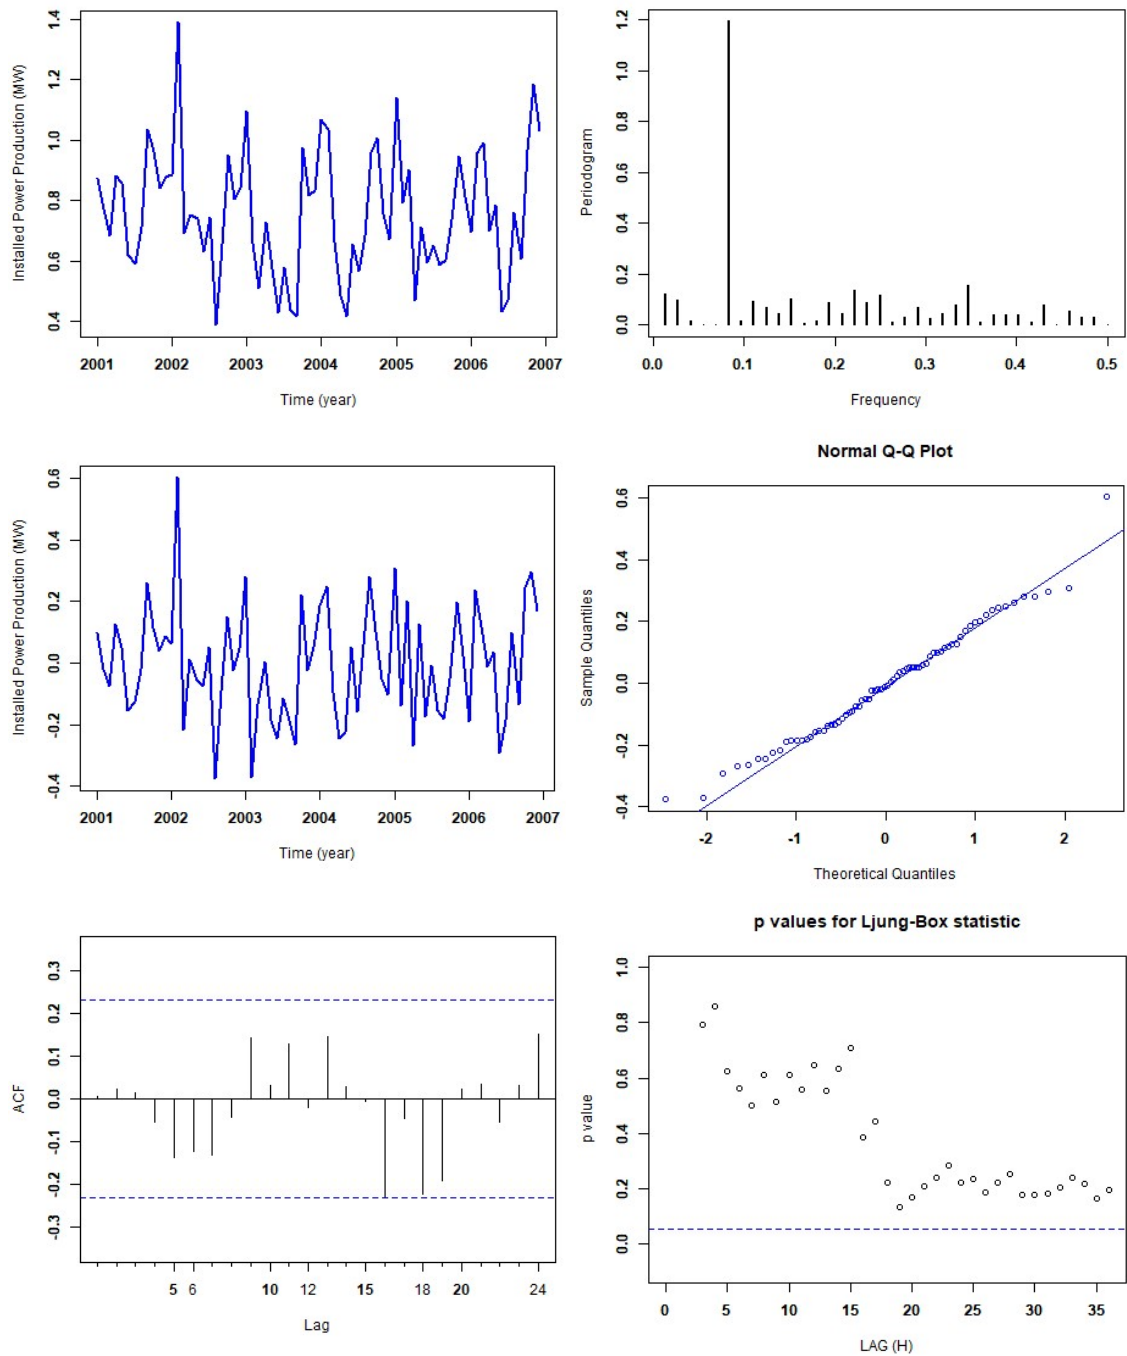 Installed Power Production (MW)
1.4
1.2
1.0
0.8
0.6
0.4
2001 2002 2003 2004 2005 2006 2007
Time (year)
Periodogram
1.2
1.0
0.8
0.6
0.4
0.2
0.0
0.0 0.1 0.2 0.3 0.4 0.5
Frequency
Installed Power Production (MW)
0.6
0.4
0.2
0.0
-0.2
-0.4
2001 2002 2003 2004 2005 2006 2007
Time (year)
Normal Q-Q Plot
Sample Quantiles
0.6
0.4
0.2
0.0
-0.2
-0.4
-2 -1 0 1 2
Theoretical Quantiles
ACF
0.3
0.2
0.1
0.0
-0.1
-0.2
-0.3
5 6 10 12 15 18 20 24
Lag
p values for Ljung-Box statistic
p value
1.0
0.8
0.6
0.4
0.2
0.0
0 5 10 15 20 25 30 35
LAG (H)